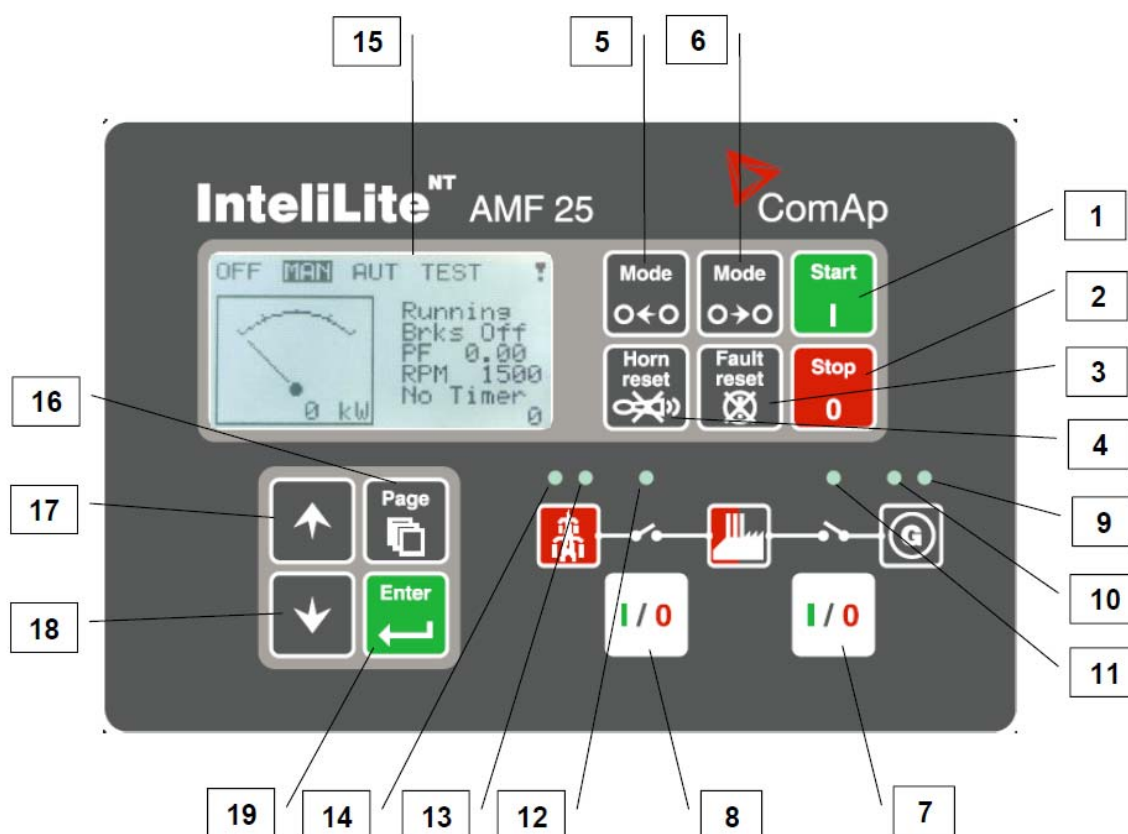 15
5
6
InteliLite NT AMF 25
ComAp
1
OFF MAN AUT TEST !
Mode
Mode
Start
I
Running
Brks Off
PF 0.00
RPM 1500
No Timer
0
0 kW
2
Horn
reset
Fault
reset
Stop
0
3
4
16
17
Page
9
G
10
18
Enter
I / 0
I / 0
11
19
14
13
12
8
7